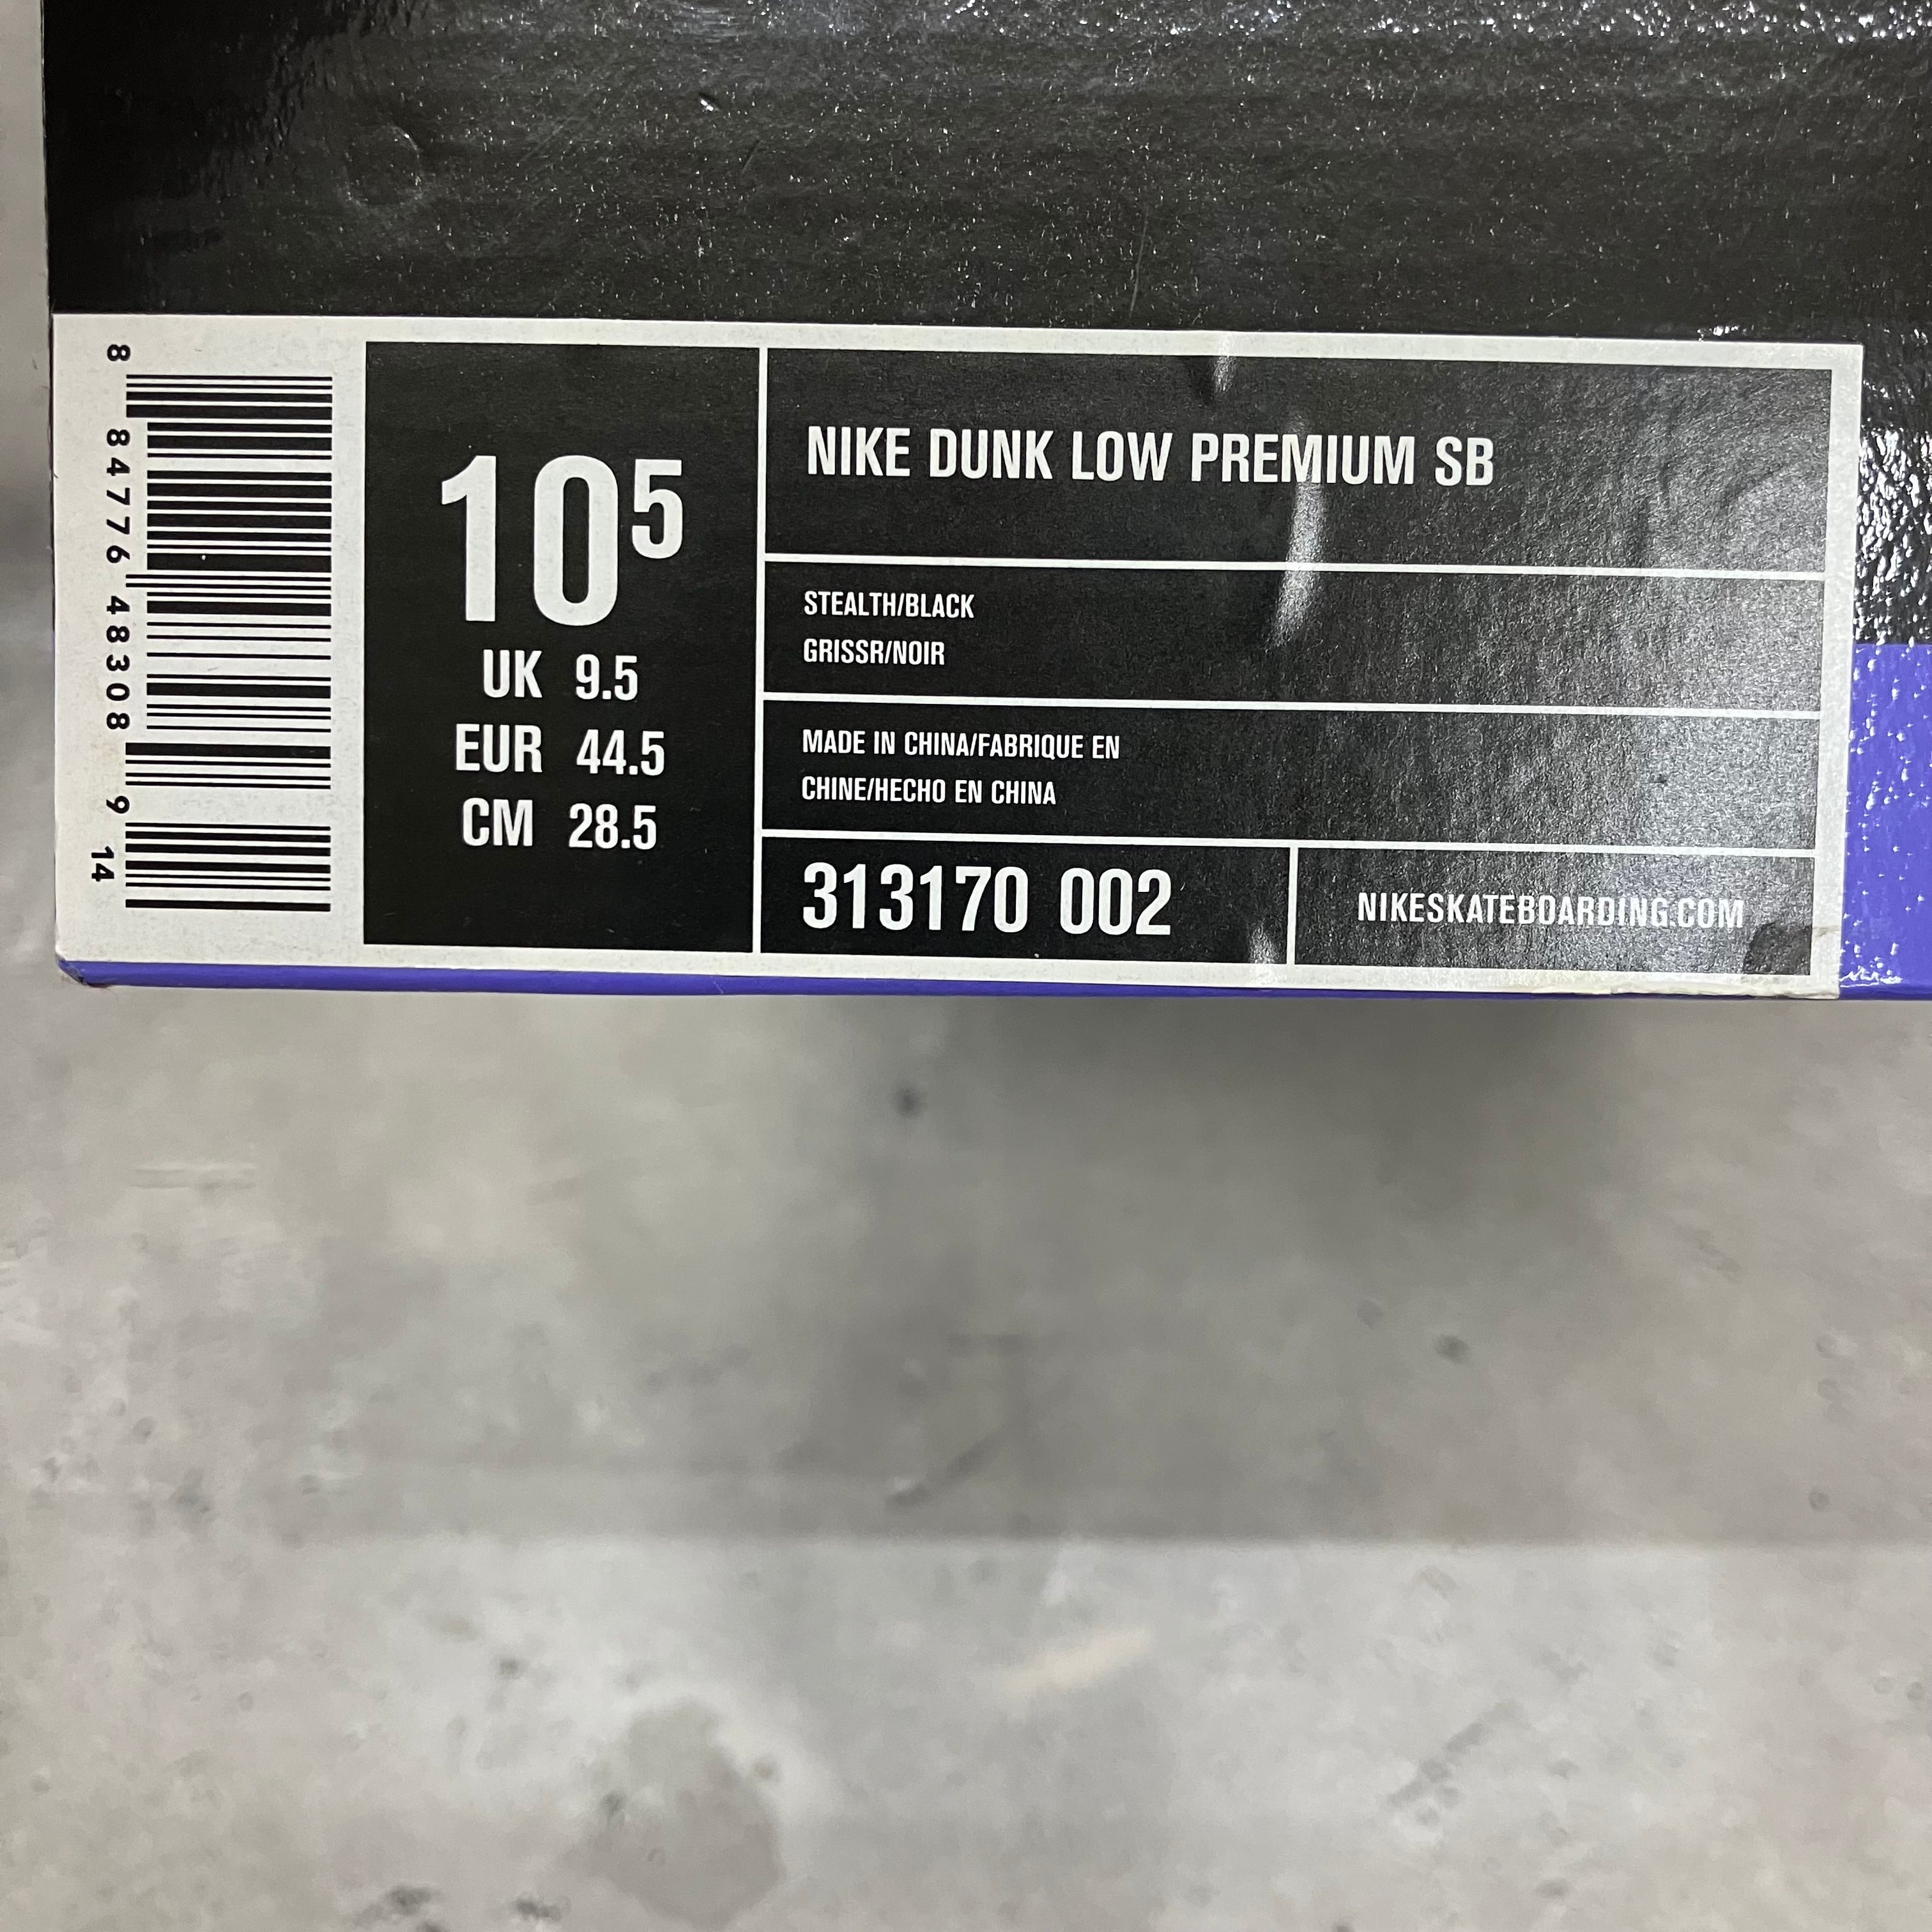 8 84776 48308 9 14
10 5
UK 9.5
EUR 44.5
CM 28.5
NIKE DUNK LOW PREMIUM SB
STEALTH/BLACK
GRISSR/NOIR
MADE IN CHINA/FABRIQUE EN
CHINE/HECHO EN CHINA
313170 002
NIKESKATEBOARDING.COM